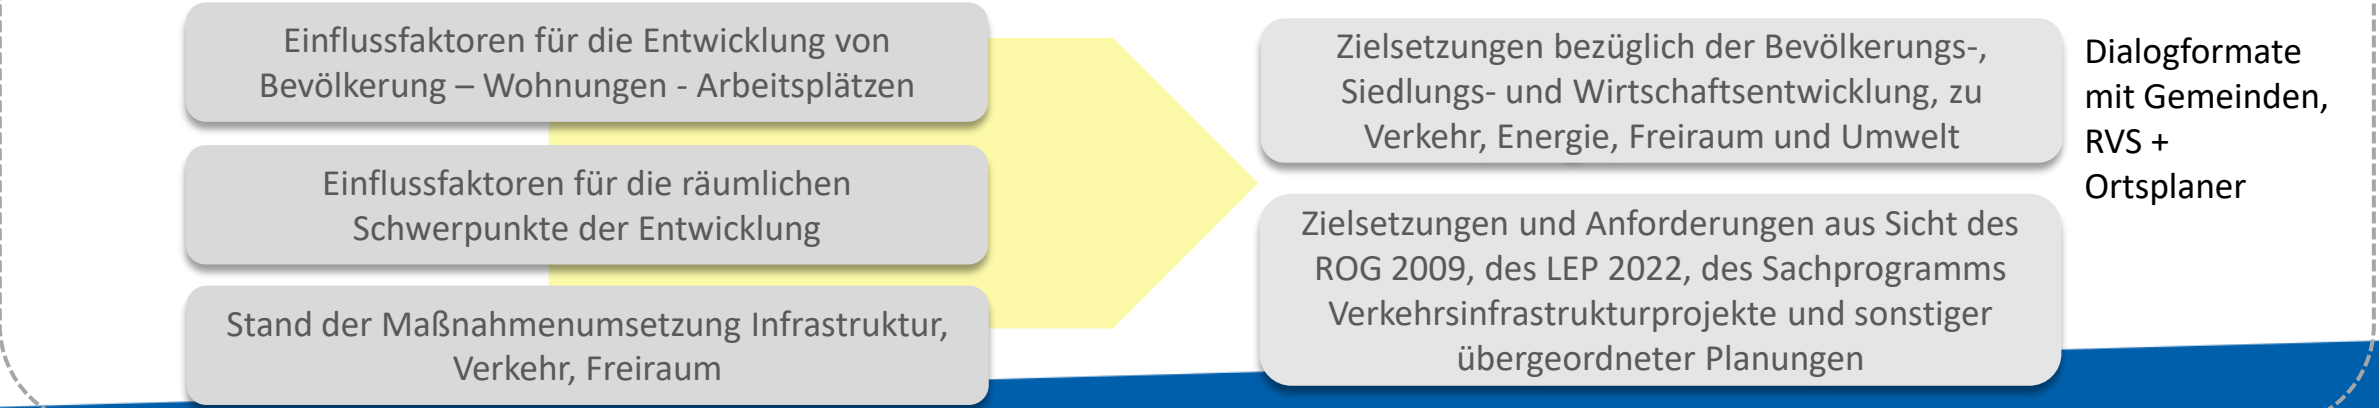 Einflussfaktoren für die Entwicklung von
Bevölkerung – Wohnungen - Arbeitsplätzen
Einflussfaktoren für die räumlichen
Schwerpunkte der Entwicklung
Stand der Maßnahmenumsetzung Infrastruktur,
Verkehr, Freiraum
Zielsetzungen bezüglich der Bevölkerungs-,
Siedlungs- und Wirtschaftsentwicklung, zu
Verkehr, Energie, Freiraum und Umwelt
Zielsetzungen und Anforderungen aus Sicht des
ROG 2009, des LEP 2022, des Sachprogramms
Verkehrsinfrastrukturprojekte und sonstiger
übergeordneter Planungen
Dialogformate
mit Gemeinden,
RVS +
Ortsplaner